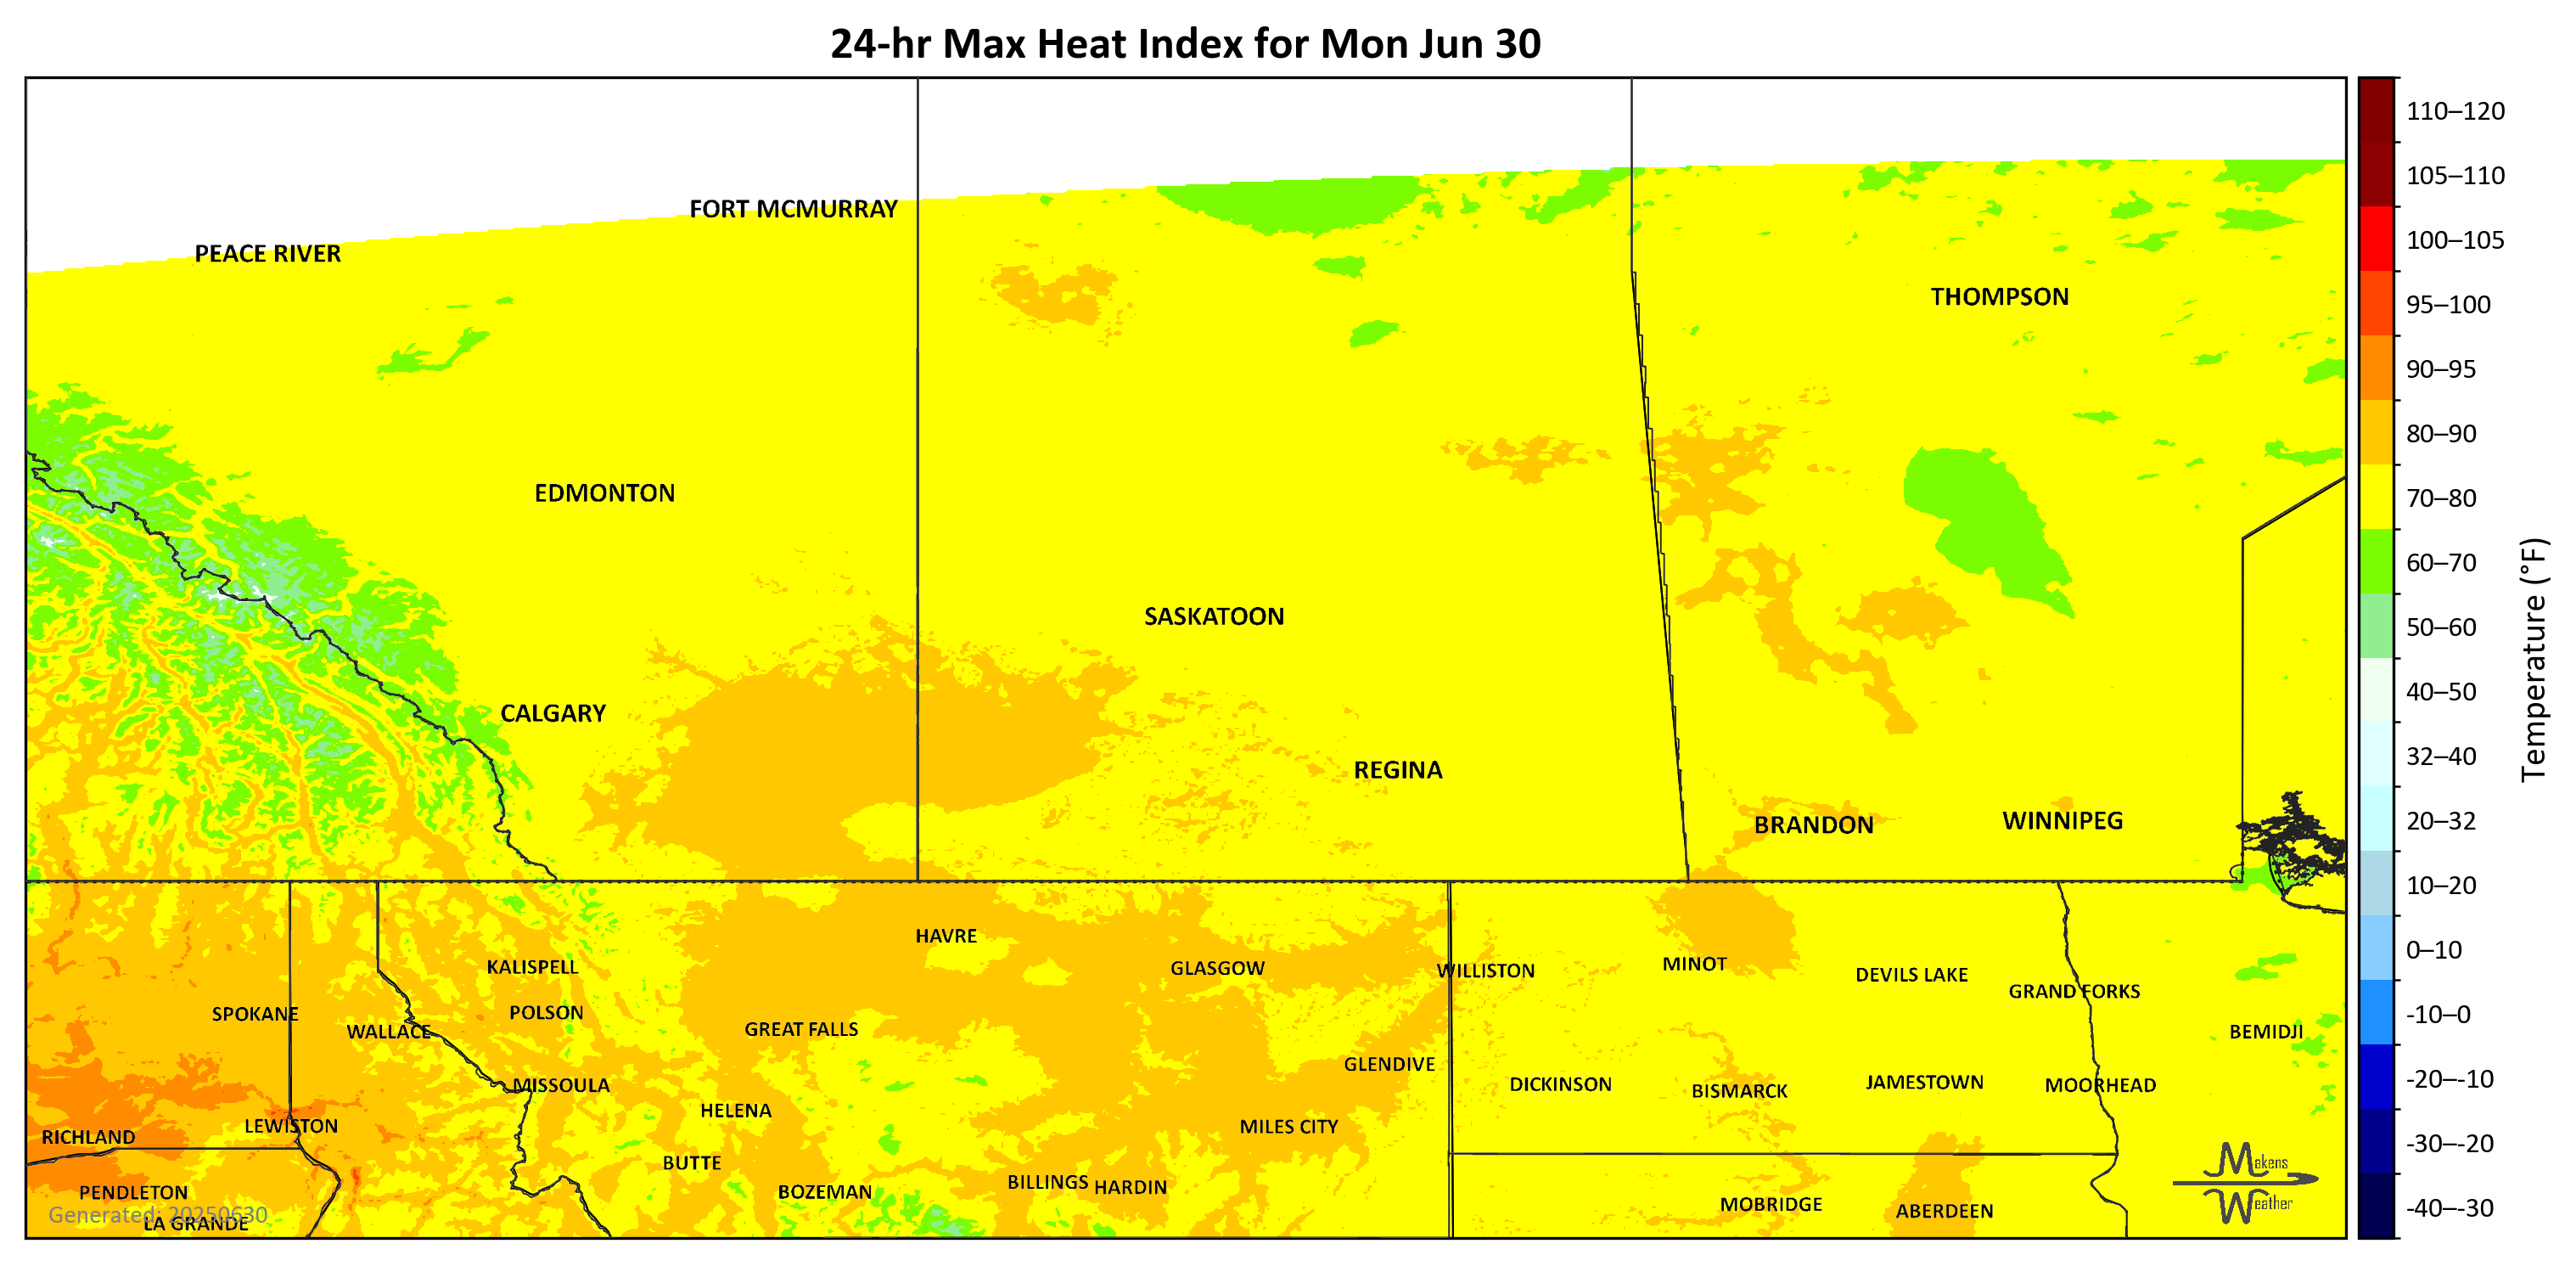 24-hr Max Heat Index for Mon Jun 30
110–120
105–110
100–105
95–100
90–95
80–90
70–80
60–70
50–60
40–50
32–40
20–32
10–20
0–10
-10–0
-20–-10
-30–-20
-40–-30
Temperature (°F)
FORT MCMURRAY
PEACE RIVER
THOMPSON
EDMONTON
SASKATOON
CALGARY
REGINA
BRANDON
WINNIPEG
HAVRE
KALISPELL
GLASGOW
WILLISTON
MINOT
DEVILS LAKE
GRAND FORKS
SPOKANE
POLSON
WALLACE
GREAT FALLS
BEMIDJI
GLENDIVE
MISSOULA
DICKINSON
BISMARCK
JAMESTOWN
MOORHEAD
HELENA
LEWISTON
MILES CITY
RICHLAND
BUTTE
PENDLETON
BOZEMAN
BILLINGS
HARDIN
MOBRIDGE
ABERDEEN
LA GRANDE
Generated: 20250630
Makens
Weather